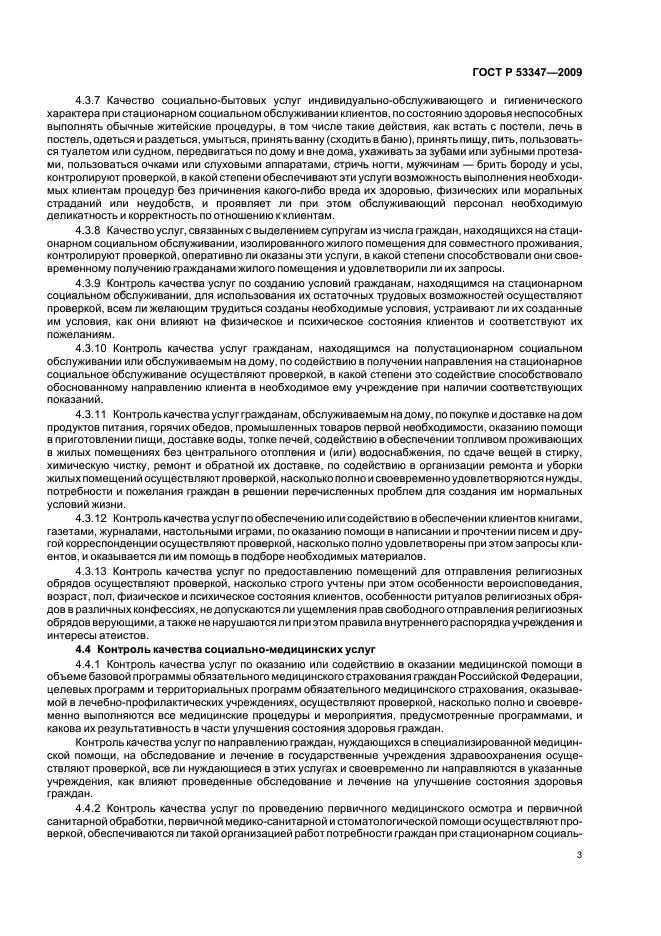 ГОСТ Р 53347—2009
4.3.7 Качество социально-бытовых услуг индивидуально-обслуживающего и гигиенического
характера при стационарном социальном обслуживании клиентов, по состоянию здоровья неспособных
выполнять обычные житейские процедуры, в том числе такие действия, как встать с постели, лечь в
постель, одеться и раздеться, умыться, принять ванну (сходить в баню), принять пищу, пить, пользовать-
ся туалетом или судном, передвигаться по дому и вне дома, ухаживать за зубами или зубными протеза-
ми, пользоваться очками или слуховыми аппаратами, стричь ногти, мужчинам — брить бороду и усы,
контролируют проверкой, в какой степени обеспечивают эти услуги возможность выполнения необходи-
мых клиентам процедур без причинения какого-либо вреда их здоровью, физических или моральных
страданий или неудобств, и проявляет ли при этом обслуживающий персонал необходимую
деликатность и корректность по отношению к клиентам.
4.3.8 Качество услуг, связанных с выделением супругам из числа граждан, находящихся на стаци-
онарном социальном обслуживании, изолированного жилого помещения для совместного проживания,
контролируют проверкой, оперативно ли оказаны эти услуги, в какой степени способствовали они свое-
временному получению гражданами жилого помещения и удовлетворили ли их запросы.
4.3.9 Контроль качества услуг по созданию условий гражданам, находящимся на стационарном
социальном обслуживании, для использования их остаточных трудовых возможностей осуществляют
проверкой, всем ли желающим трудиться созданы необходимые условия, устраивают ли их созданные
им условия, как они влияют на физическое и психическое состояния клиентов и соответствуют их
пожеланиям.
4.3.10 Контроль качества услуг гражданам, находящимся на полустационарном социальном
обслуживании или обслуживаемым на дому, по содействию в получении направления на стационарное
социальное обслуживание осуществляют проверкой, в какой степени это содействие способствовало
обоснованному направлению клиента в необходимое ему учреждение при наличии соответствующих
показаний.
4.3.11 Контроль качества услуг гражданам, обслуживаемым на дому, по покупке и доставке на дом
продуктов питания, горячих обедов, промышленных товаров первой необходимости, оказанию помощи
в приготовлении пищи, доставке воды, топке печей, содействию в обеспечении топливом проживающих
в жилых помещениях без центрального отопления и (или) водоснабжения, по сдаче вещей в стирку,
химическую чистку, ремонт и обратной их доставке, по содействию в организации ремонта и уборки
жилых помещений осуществляют проверкой, насколько полно и своевременно удовлетворяются нужды,
потребности и пожелания граждан в решении перечисленных проблем для создания им нормальных
условий жизни.
4.3.12 Контроль качества услуг по обеспечению или содействию в обеспечении клиентов книгами,
газетами, журналами, настольными играми, по оказанию помощи в написании и прочтении писем и дру-
гой корреспонденции осуществляют проверкой, насколько полно удовлетворены при этом запросы кли-
ентов, и оказывается ли им помощь в подборе необходимых материалов.
4.3.13 Контроль качества услуг по предоставлению помещений для отправления религиозных
обрядов осуществляют проверкой, насколько строго учтены при этом особенности вероисповедания,
возраст, пол, физическое и психическое состояния клиентов, особенности ритуалов религиозных обря-
дов в различных конфессиях, не допускаются ли ущемления прав свободного отправления религиозных
обрядов верующими, а также не нарушаются ли при этом правила внутреннего распорядка учреждения и
интересы атеистов.
4.4 Контроль качества социально-медицинских услуг
4.4.1 Контроль качества услуг по оказанию или содействию в оказании медицинской помощи в
объеме базовой программы обязательного медицинского страхования граждан Российской Федерации,
целевых программ и территориальных программ обязательного медицинского страхования, оказывае-
мой в лечебно-профилактических учреждениях, осуществляют проверкой, насколько полно и своевре-
менно выполняются все медицинские процедуры и мероприятия, предусмотренные программами, и
какова их результативность в части улучшения состояния здоровья граждан.
Контроль качества услуг по направлению граждан, нуждающихся в специализированной медицин-
ской помощи, на обследование и лечение в государственные учреждения здравоохранения осуще-
ствляют проверкой, все ли нуждающиеся в этих услугах и своевременно ли направляются в указанные
учреждения, как влияют проведенные обследование и лечение на улучшение состояния здоровья
граждан.
4.4.2 Контроль качества услуг по проведению первичного медицинского осмотра и первичной
санитарной обработки, первичной медико-санитарной и стоматологической помощи осуществляют про-
веркой, обеспечиваются ли такой организацией работ потребности граждан при стационарном социаль-
3